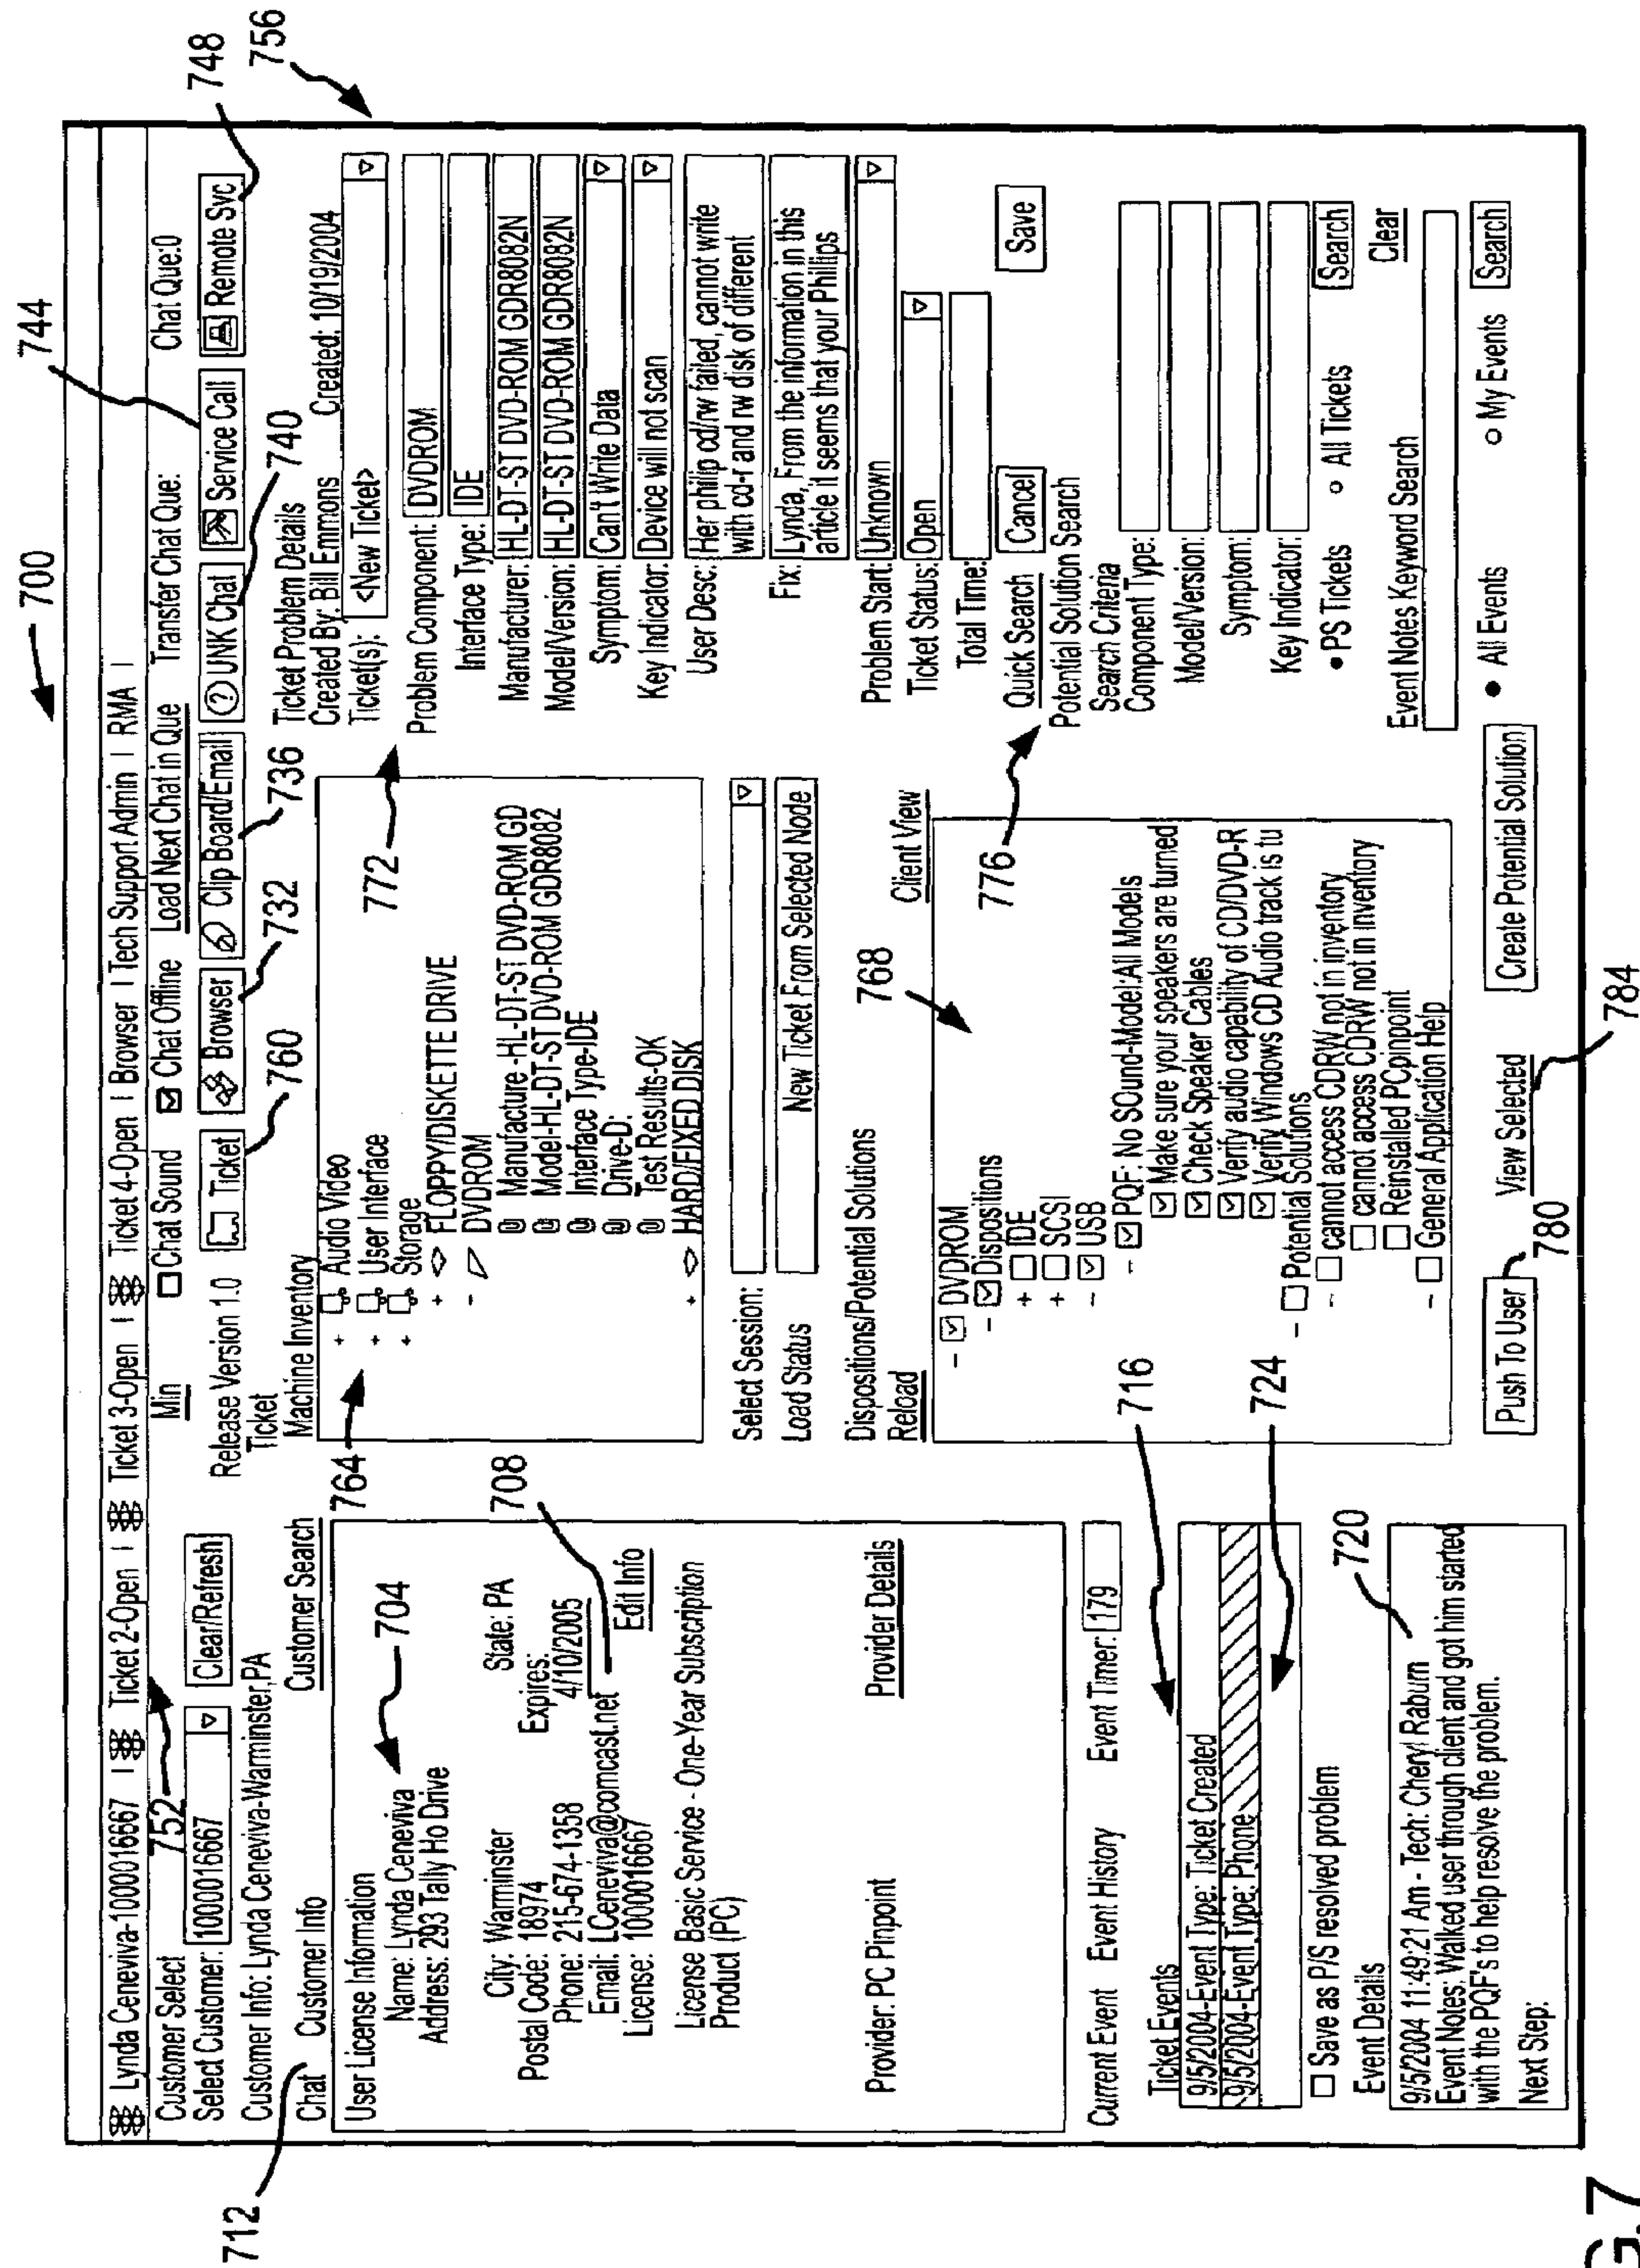 700
744
748
756
Lynda Ceneviva-1000016667 | Ticket 2-Open | Ticket 3-Open | Ticket 4-Open | Browser | Tech Support Admin | RMA |
752
Customer Select
Min
Chat Sound
Chat Offline
Load Next Chat in Que
Transfer Chat Que:
Chat Que:0
Select Customer: 1000016667
Clear/Refresh
Release Version 1.0
Ticket
Browser
Clip Board/Email
UNK Chat
Service Call
Remote Svc
760
732
736
740
Customer Info: Lynda Ceneviva-Warminster,PA
712
Chat Customer Info
Customer Search
User License Information
Name: Lynda Ceneviva
704
Address: 293 Tally Ho Drive
City: Warminster
State: PA
Postal Code: 18974
Expires:
Phone: 215-674-1358
4/10/2005
708
Email: LCeneviva@comcast.net
License: 1000016667
Edit Info
License Basic Service - One-Year Subscription
Product (PC)
Provider: PC Pinpoint
Provider Details
Current Event Event History Event Timer: 179
716
Ticket Events
9/5/2004-Event Type: Ticket Created
9/5/2004-Event Type: Phone
724
Save as P/S resolved problem
Event Details
720
9/5/2004 11:49:21 Am - Tech: Cheryl Raburn
Event Notes: Walked user through client and got him started
with the PQF's to help resolve the problem.
Next Step:
Ticket
Machine Inventory
764
+ Audio Video
+ User Interface
+ Storage
+ FLOPPY/DISKETTE DRIVE
- DVDROM
Manufacture -HL-DT-ST DVD-ROM GD
Model-HL-DT-ST DVD-ROM GDR8082
Interface Type-IDE
Drive-D:
Test Results-OK
+ HARD/FIXED DISK
Select Session:
Load Status
New Ticket From Selected Node
Dispositions/Potential Solutions
768
Reload
Client View
- DVDROM
- Dispositions
+ IDE
+ SCSI
- USB
- PQF: No SOund-Model:All Models
Make sure your speakers are turned
Check Speaker Cables
Verify audio capability of CD/DVD-R
Verify Windows CD Audio track is tu
- Potential Solutions
- cannot access CDRW not in inventory
cannot access CDRW not in inventory
Reinstalled PCpinpoint
- General Application Help
Push To User
View Selected
Create Potential Solution
780
784
Ticket Problem Details
Created By: Bill Emmons
Created: 10/19/2004
Ticket(s): <New Ticket>
772
Problem Component: DVDROM
Interface Type: IDE
Manufacturer: HL-DT-ST DVD-ROM GDR8082N
Model/Version: HL-DT-ST DVD-ROM GDR8082N
Symptom: Can't Write Data
Key Indicator: Device will not scan
User Desc: Her philip cd/rw failed, cannot write
with cd-r and rw disk of different
Fix: Lynda, From the information in this
article it seems that your Phillips
Problem Start: Unknown
Ticket Status: Open
Total Time:
Quick Search
Cancel
Save
776
Potential Solution Search
Search Criteria
Component Type:
Model/Version:
Symptom:
Key Indicator:
PS Tickets
All Tickets
Search
Clear
Event Notes Keyword Search
All Events
My Events
Search
G.7